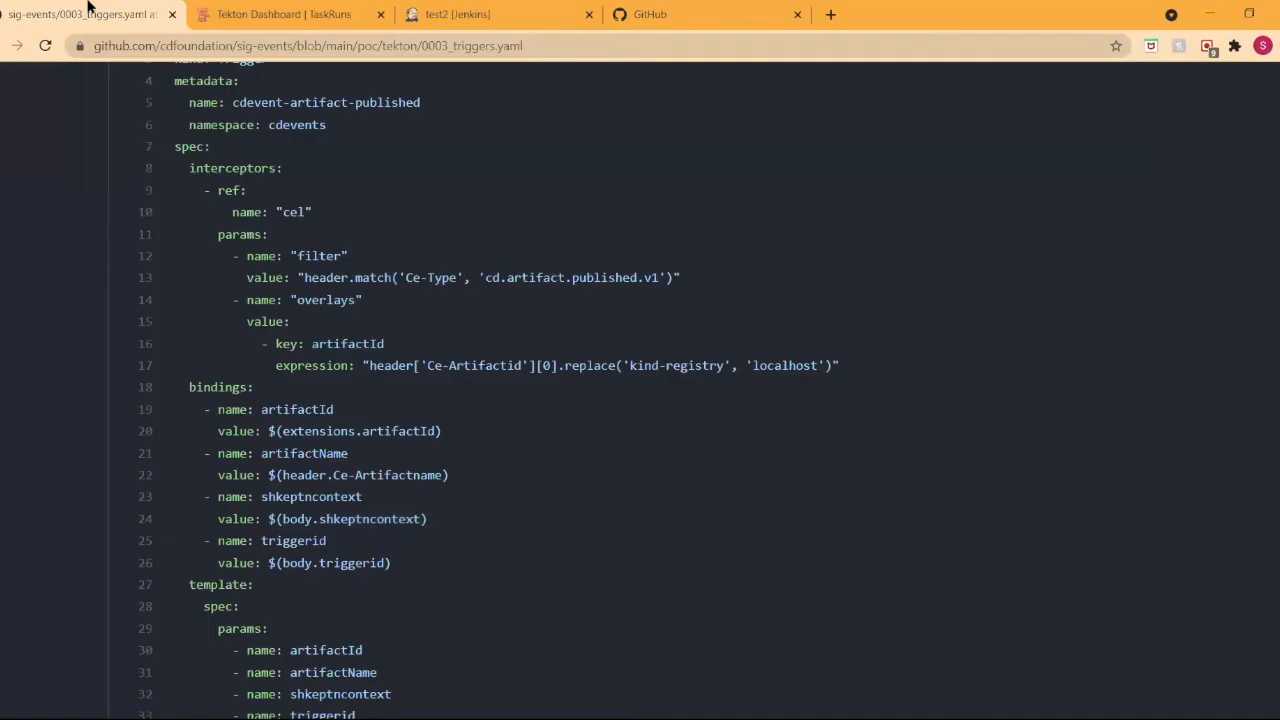 sig-events/0003_triggers.yaml at
Tekton Dashboard | TaskRuns
test2 [Jenkins]
GitHub
github.com/cdfoundation/sig-events/blob/main/poc/tekton/0003_triggers.yaml
9
S
4 metadata:
5 name: cdevent-artifact-published
6 namespace: cdevents
7 spec:
8 interceptors:
9 - ref:
10 name: "cel"
11 params:
12 - name: "filter"
13 value: "header.match('Ce-Type', 'cd.artifact.published.v1')"
14 - name: "overlays"
15 value:
16 - key: artifactId
17 expression: "header['Ce-Artifactid'][0].replace('kind-registry', 'localhost')"
18 bindings:
19 - name: artifactId
20 value: $(extensions.artifactId)
21 - name: artifactName
22 value: $(header.Ce-Artifactname)
23 - name: shkeptncontext
24 value: $(body.shkeptncontext)
25 - name: triggerid
26 value: $(body.triggerid)
27 template:
28 spec:
29 params:
30 - name: artifactId
31 - name: artifactName
32 - name: shkeptncontext
33 - name: triggerid